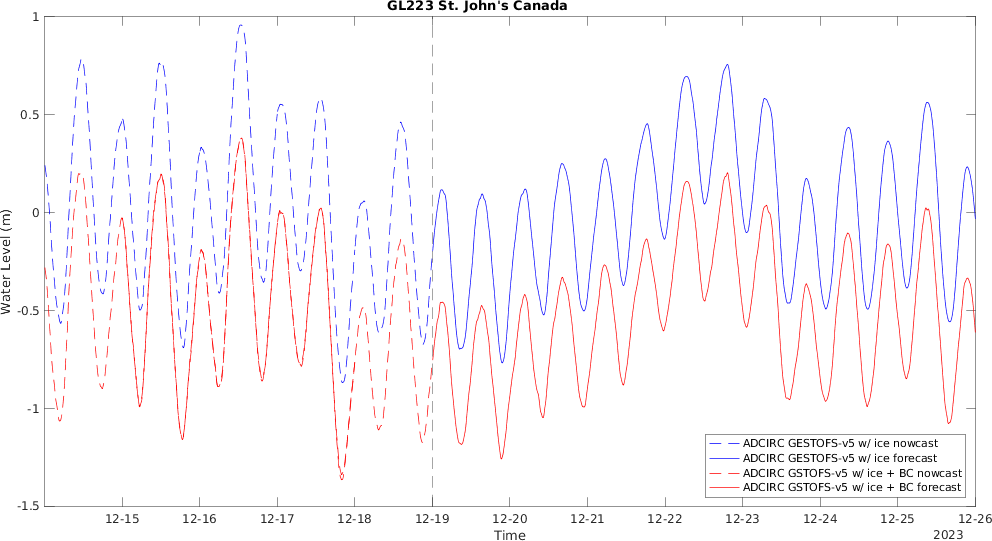 GL223 St. John's Canada
Water Level (m)
1
0.5
0
-0.5
-1
-1.5
ADCIRC GESTOFS-v5 w/ ice nowcast
ADCIRC GESTOFS-v5 w/ ice forecast
ADCIRC GSTOFS-v5 w/ ice + BC nowcast
ADCIRC GSTOFS-v5 w/ ice + BC forecast
12-15 12-16 12-17 12-18 12-19 12-20 12-21 12-22 12-23 12-24 12-25 12-26
Time
2023